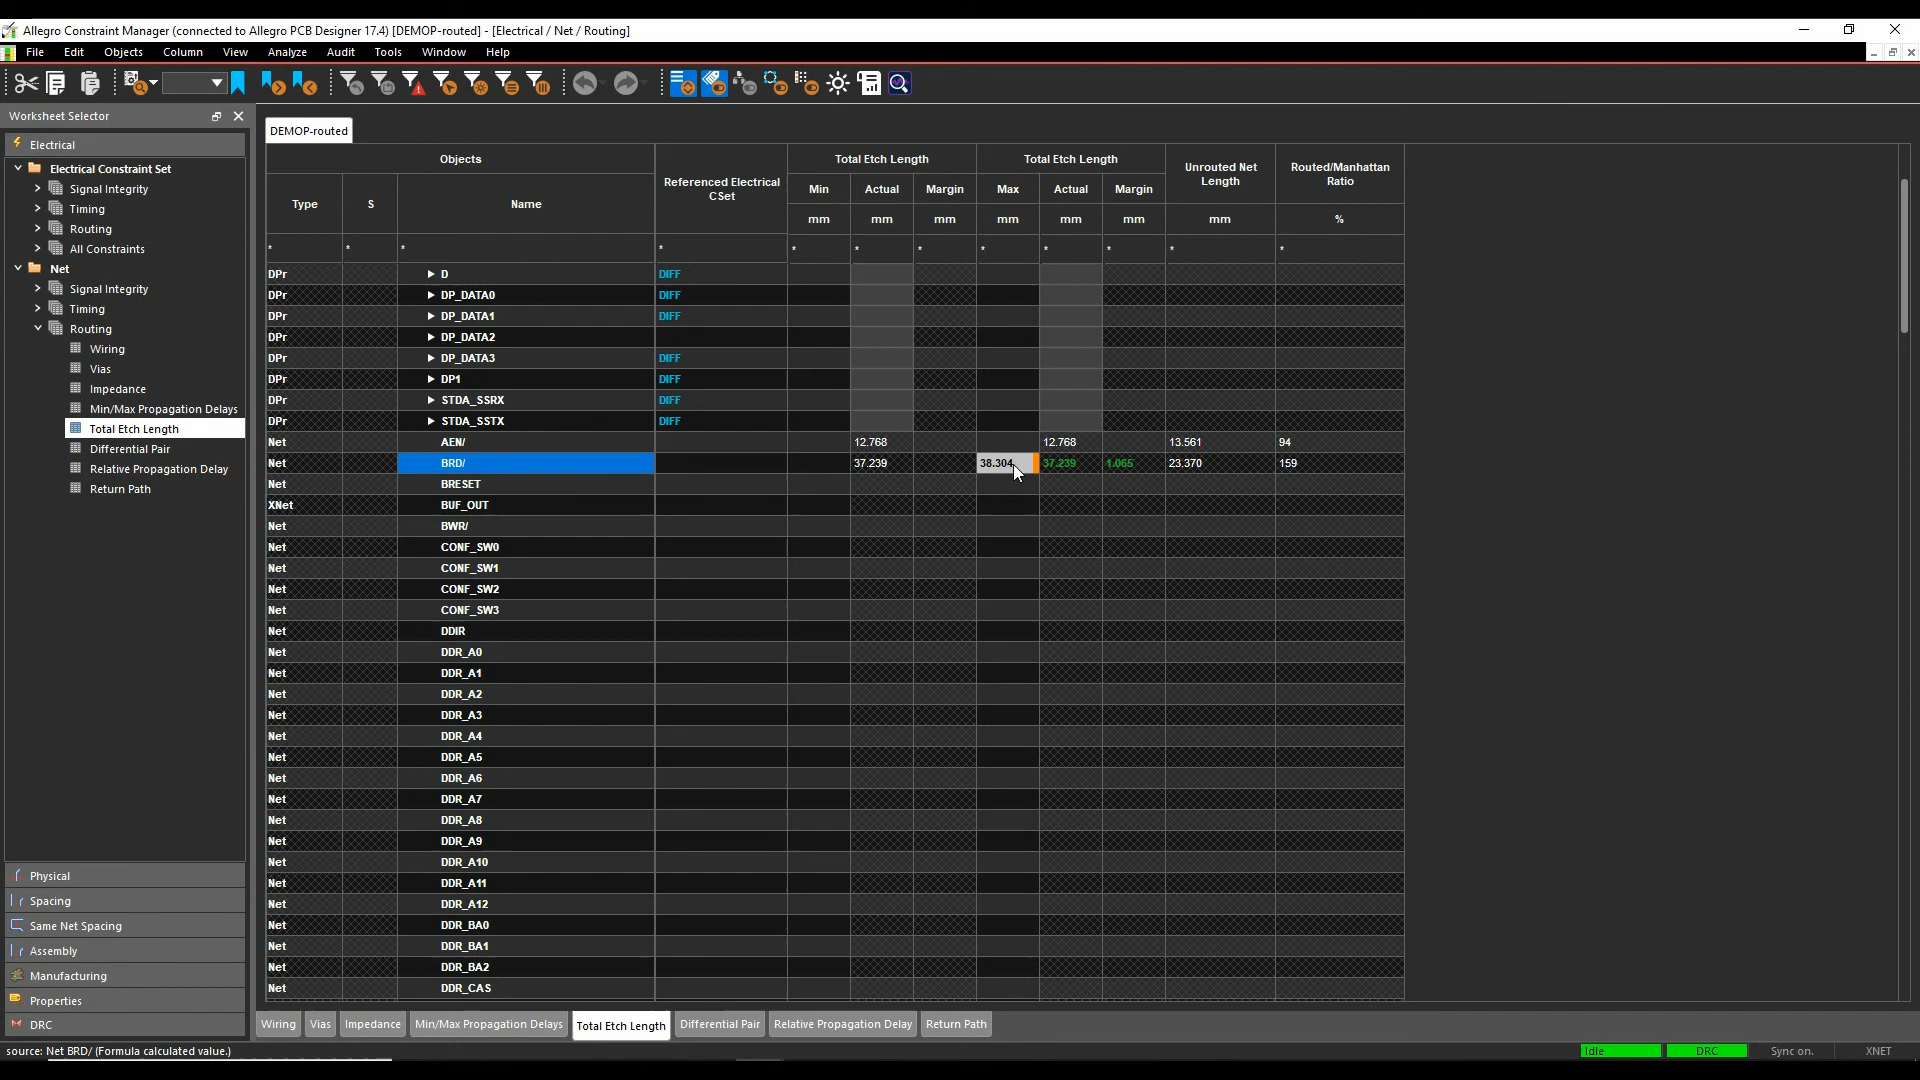 Allegro Constraint Manager (connected to Allegro PCB Designer 17.4) [DEMOP-routed] - [Electrical / Net / Routing]
File Edit Objects Column View Analyze Audit Tools Window Help
Worksheet Selector
Electrical
Electrical Constraint Set
Signal Integrity
Timing
Routing
All Constraints
Net
Signal Integrity
Timing
Routing
Wiring
Vias
Impedance
Min/Max Propagation Delays
Total Etch Length
Differential Pair
Relative Propagation Delay
Return Path
Physical
Spacing
Same Net Spacing
Assembly
Manufacturing
Properties
DRC
DEMOP-routed
Objects Referenced Electrical CSet Total Etch Length Total Etch Length Unrouted Net Length Routed/Manhattan Ratio
Type S Name Min Actual Margin Max Actual Margin
mm mm mm mm mm mm mm %
* * * * * * * * * * * *
DPr D DIFF
DPr DP_DATA0 DIFF
DPr DP_DATA1 DIFF
DPr DP_DATA2
DPr DP_DATA3 DIFF
DPr DP1 DIFF
DPr STDA_SSRX DIFF
DPr STDA_SSTX DIFF
Net AEN/ 12.768 12.768 13.561 94
Net BRD/ 37.239 38.304 37.239 1.065 23.370 159
Net BRESET
XNet BUF_OUT
Net BWR/
Net CONF_SW0
Net CONF_SW1
Net CONF_SW2
Net CONF_SW3
Net DDIR
Net DDR_A0
Net DDR_A1
Net DDR_A2
Net DDR_A3
Net DDR_A4
Net DDR_A5
Net DDR_A6
Net DDR_A7
Net DDR_A8
Net DDR_A9
Net DDR_A10
Net DDR_A11
Net DDR_A12
Net DDR_BA0
Net DDR_BA1
Net DDR_BA2
Net DDR_CAS
Wiring Vias Impedance Min/Max Propagation Delays Total Etch Length Differential Pair Relative Propagation Delay Return Path
source: Net BRD/ (Formula calculated value.) Idle DRC Sync on. XNET